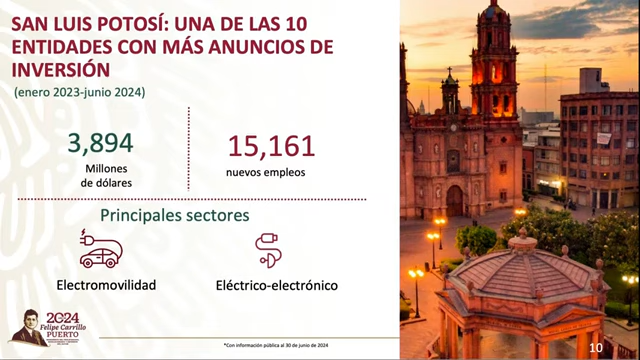 SAN LUIS POTOSÍ: UNA DE LAS 10
ENTIDADES CON MÁS ANUNCIOS DE
INVERSIÓN
(enero 2023-junio 2024)
3,894
Millones
de dólares
15,161
nuevos empleos
Principales sectores
Electromovilidad
Eléctrico-electrónico
2024
Felipe Carrillo
PUERTO
*Con información pública al 30 de junio de 2024
10